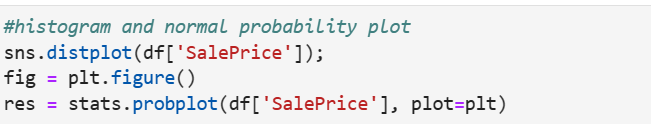 #histogram and normal probability plot
sns.distplot(df['SalePrice']);
fig = plt.figure()
res = stats.probplot(df['SalePrice'], plot=plt)